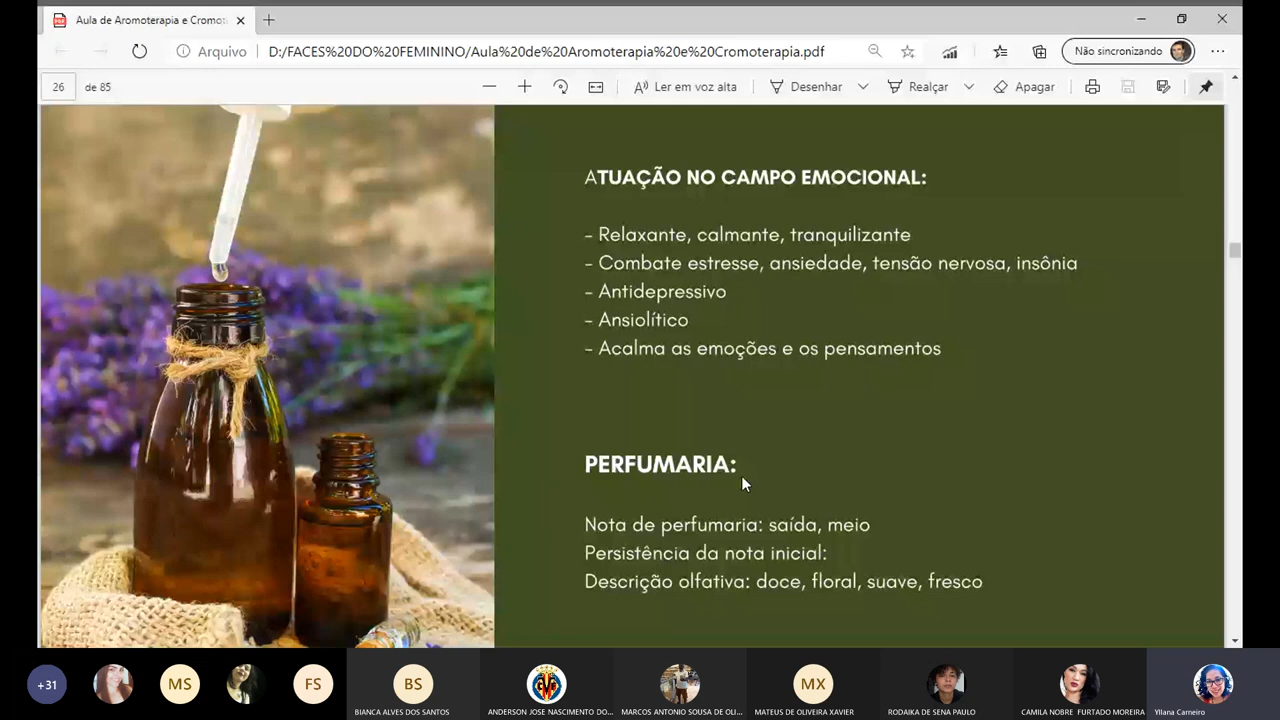 Aula de Aromoterapia e Cromot
Arquivo
D:/FACES%20DO%20FEMININO/Aula%20de%20Aromoterapia%20e%20Cromoterapia.pdf
Não sincronizando
26 de 85
Ler em voz alta
Desenhar
Realçar
Apagar
ATUAÇÃO NO CAMPO EMOCIONAL:
- Relaxante, calmante, tranquilizante
- Combate estresse, ansiedade, tensão nervosa, insônia
- Antidepressivo
- Ansiolítico
- Acalma as emoções e os pensamentos
PERFUMARIA:
Nota de perfumaria: saída, meio
Persistência da nota inicial:
Descrição olfativa: doce, floral, suave, fresco
+31
MS
FS
BS
MX
BIANCA ALVES DOS SANTOS
ANDERSON JOSE NASCIMENTO DO...
MARCOS ANTONIO SOUSA DE OLI...
MATEUS DE OLIVEIRA XAVIER
RODAIKA DE SENA PAULO
CAMILA NOBRE FURTADO MOREIRA
Yllana Carneiro